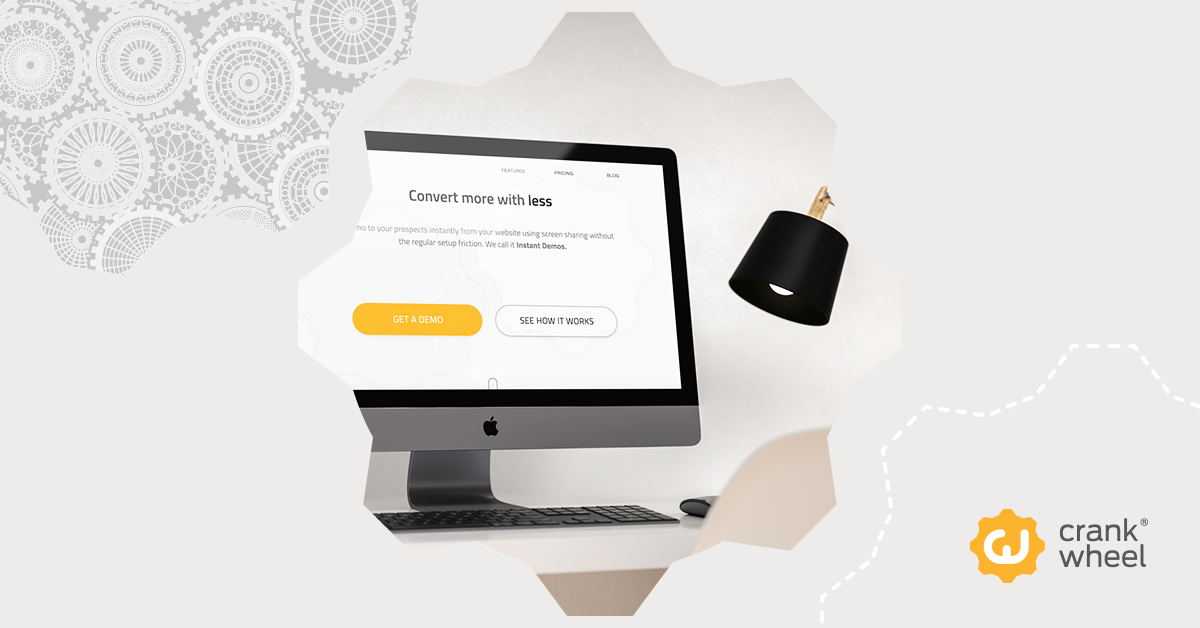 FEATURES PRICING BLOG
Convert more with less
mo to your prospects instantly from your website using screen sharing without
the regular setup friction. We call it Instant Demos.
GET A DEMO SEE HOW IT WORKS
crank®
wheel